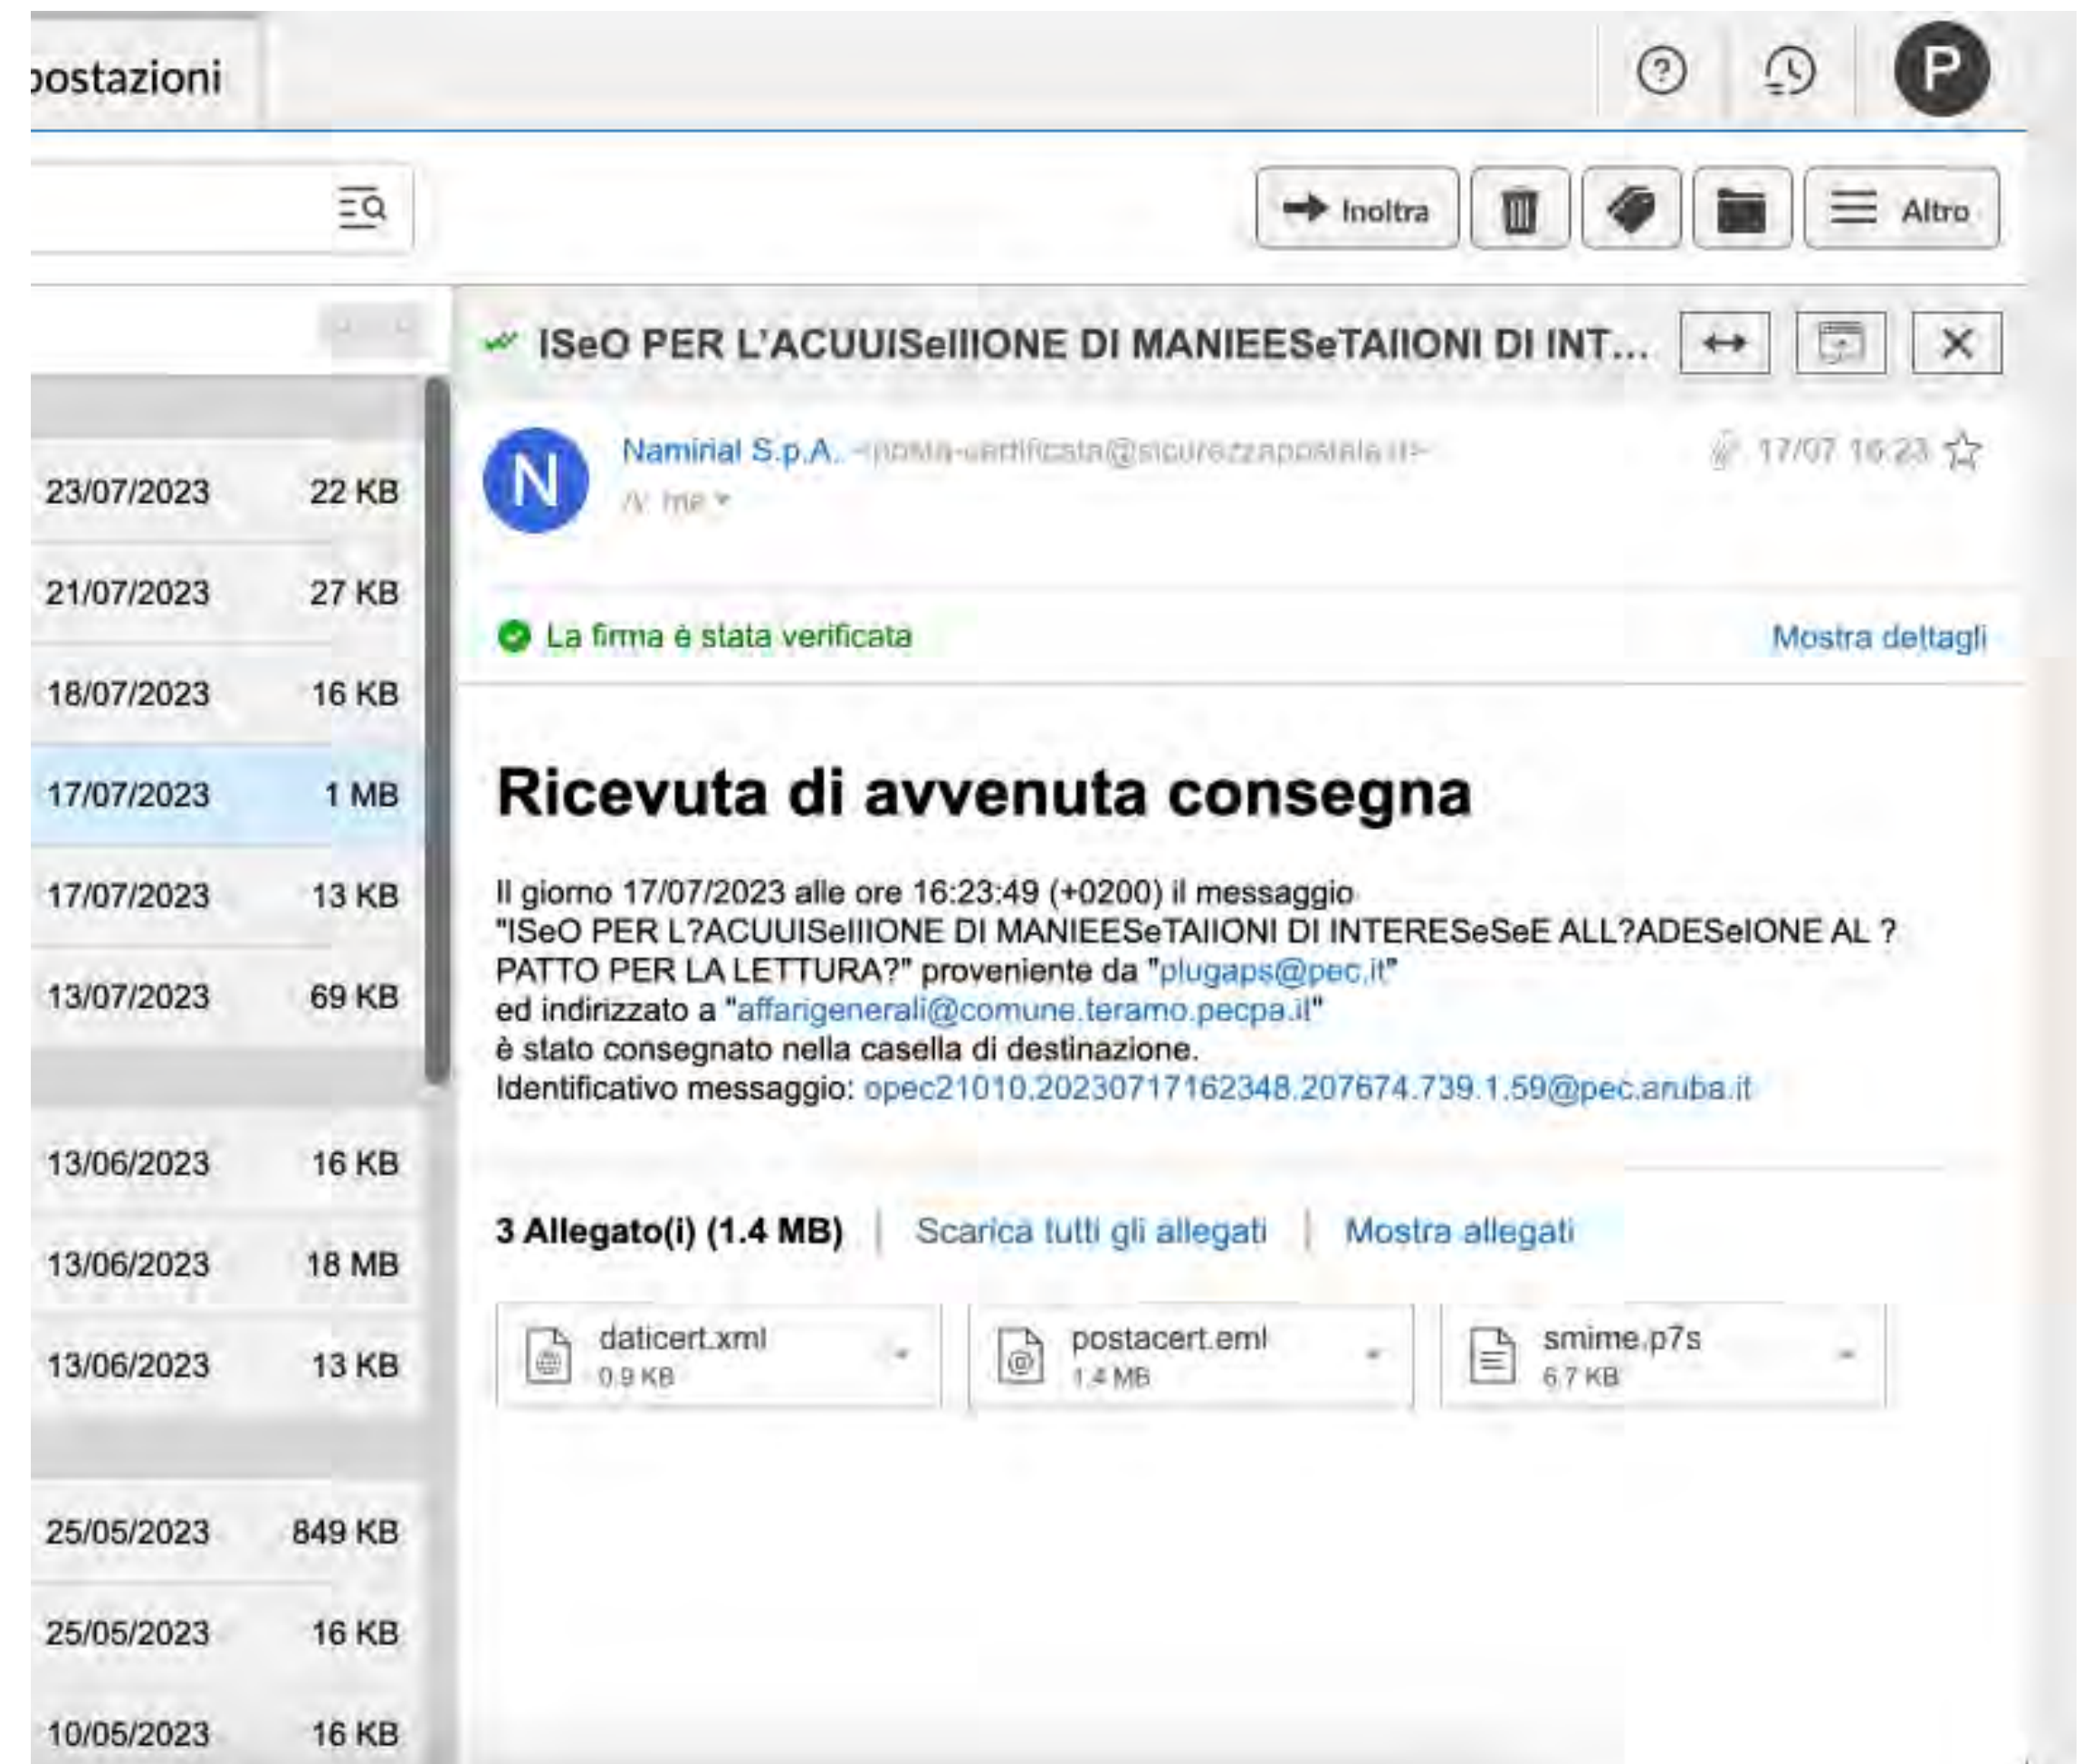 postazioni
P
Inoltra
Altro
ISeO PER L'ACUUISeIIIONE DI MANIEESeTAIIONI DI INT...
N
Namirial S.p.A.
17/07 16:23
me
La firma è stata verificata
Mostra dettagli
23/07/2023 22 KB
21/07/2023 27 KB
18/07/2023 16 KB
17/07/2023 1 MB
17/07/2023 13 KB
13/07/2023 69 KB
13/06/2023 16 KB
13/06/2023 18 MB
13/06/2023 13 KB
25/05/2023 849 KB
25/05/2023 16 KB
10/05/2023 16 KB
Ricevuta di avvenuta consegna
Il giorno 17/07/2023 alle ore 16:23:49 (+0200) il messaggio
"ISeO PER L?ACUUISeIIIONE DI MANIEESeTAIIONI DI INTERESeSeE ALL?ADESeIONE AL ?
PATTO PER LA LETTURA?" proveniente da "plugaps@pec.it"
ed indirizzato a "affarigenerali@comune.teramo.pecpa.it"
è stato consegnato nella casella di destinazione.
Identificativo messaggio: opec21010.20230717162348.207674.739.1.59@pec.aruba.it
3 Allegato(i) (1.4 MB)
Scarica tutti gli allegati
Mostra allegati
daticert.xml
0.9 KB
postacert.eml
1.4 MB
smime.p7s
6.7 KB